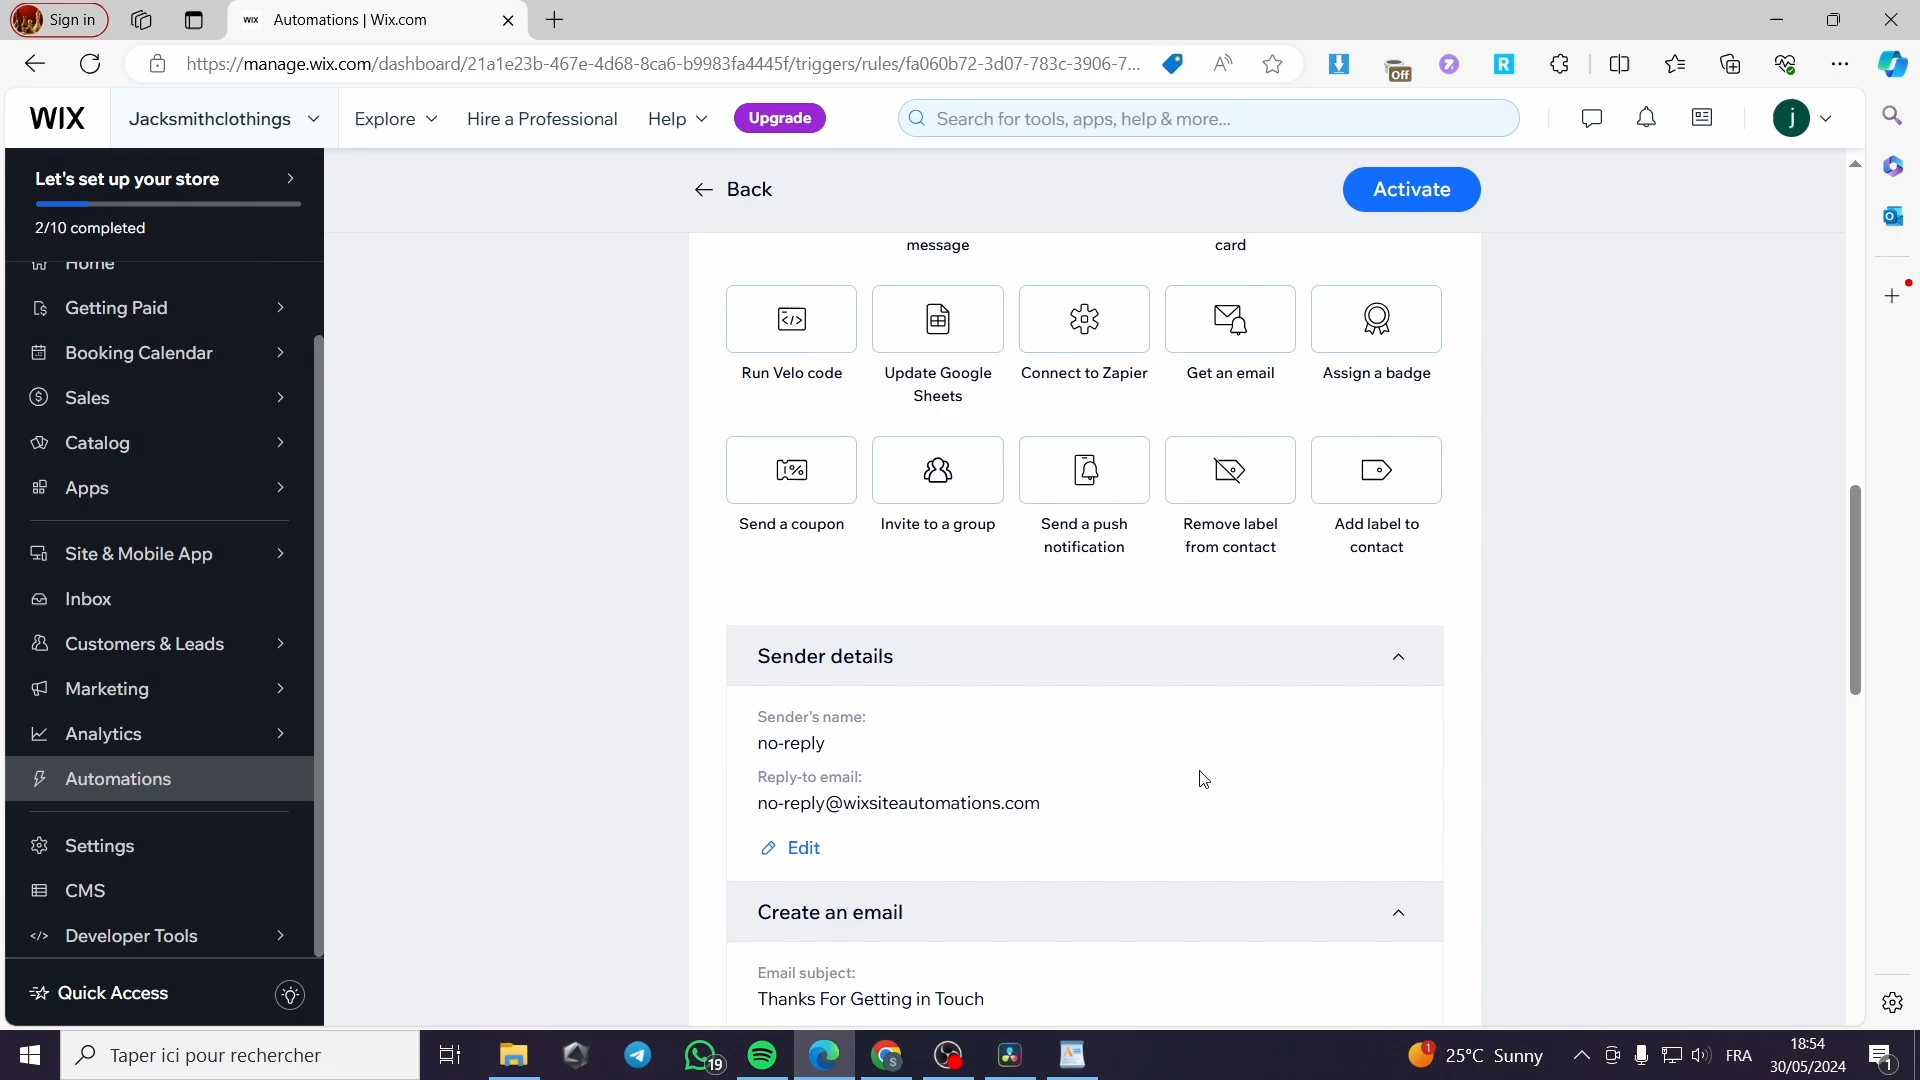 Sign in
WIX
Automations | Wix.com
https://manage.wix.com/dashboard/21a1e23b-467e-4d68-8ca6-b9983fa4445f/triggers/rules/fa060b72-3d07-783c-3906-7...
Off
WIX
Jacksmithclothings
Explore
Hire a Professional
Help
Upgrade
Search for tools, apps, help & more...
j
Let's set up your store
2/10 completed
Home
Getting Paid
Booking Calendar
Sales
Catalog
Apps
Site & Mobile App
Inbox
Customers & Leads
Marketing
Analytics
Automations
Settings
CMS
Developer Tools
Quick Access
Back
Activate
message
card
Run Velo code
Update Google
Sheets
Connect to Zapier
Get an email
Assign a badge
Send a coupon
Invite to a group
Send a push
notification
Remove label
from contact
Add label to
contact
Sender details
Sender's name:
no-reply
Reply-to email:
no-reply@wixsiteautomations.com
Edit
Create an email
Email subject:
Thanks For Getting in Touch
Taper ici pour rechercher
19
S
1
25°C Sunny
FRA
18:54
30/05/2024
1